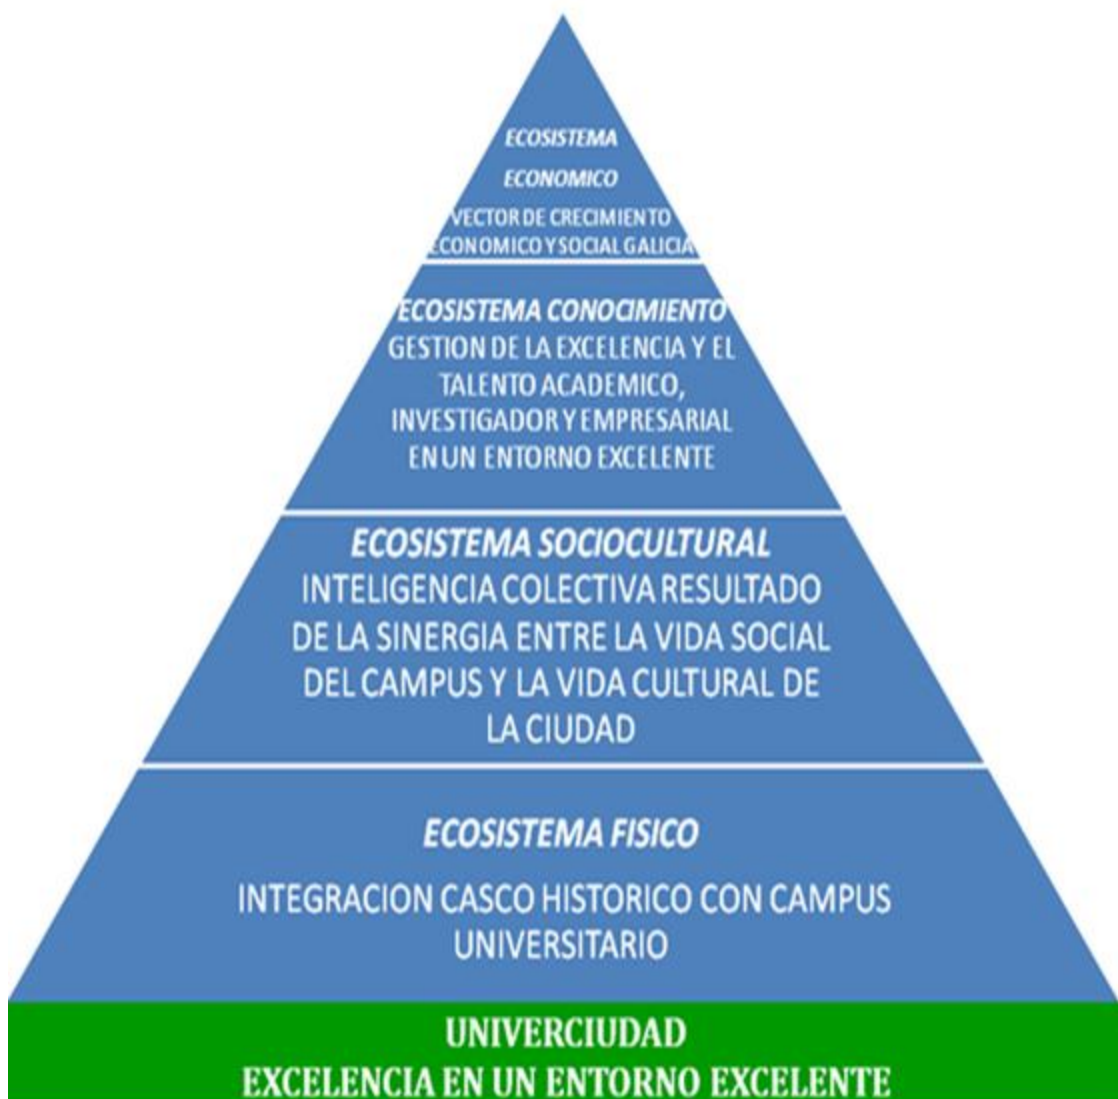 ECOSISTEMA
ECONOMICO
VECTOR DE CRECIMIENTO
ECONOMICO Y SOCIAL GALICIA
ECOSISTEMA CONOCIMIENTO
GESTION DE LA EXCELENCIA Y EL
TALENTO ACADEMICO,
INVESTIGADOR Y EMPRESARIAL
EN UN ENTORNO EXCELENTE
ECOSISTEMA SOCIOCULTURAL
INTELIGENCIA COLECTIVA RESULTADO
DE LA SINERGIA ENTRE LA VIDA SOCIAL
DEL CAMPUS Y LA VIDA CULTURAL DE
LA CIUDAD
ECOSISTEMA FISICO
INTEGRACION CASCO HISTORICO CON CAMPUS
UNIVERSITARIO
UNIVERCIUDAD
EXCELENCIA EN UN ENTORNO EXCELENTE